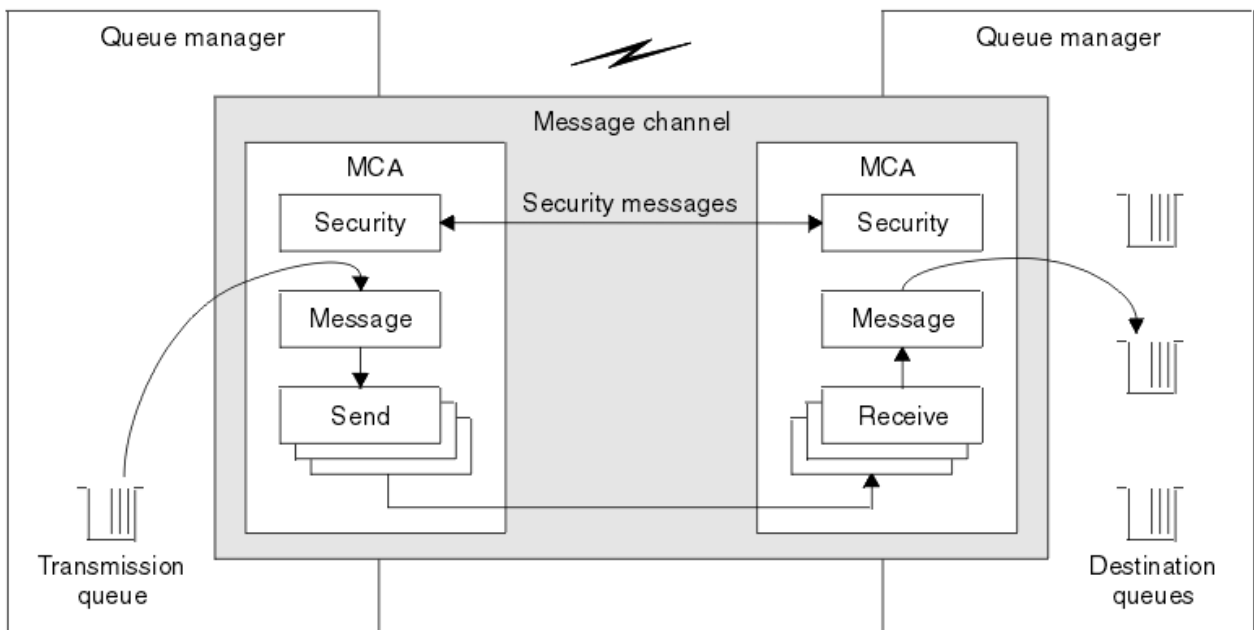 Queue manager
Queue manager
Message channel
MCA
MCA
Security
Security messages
Security
Message
Message
Send
Receive
Transmission
queue
Destination
queues